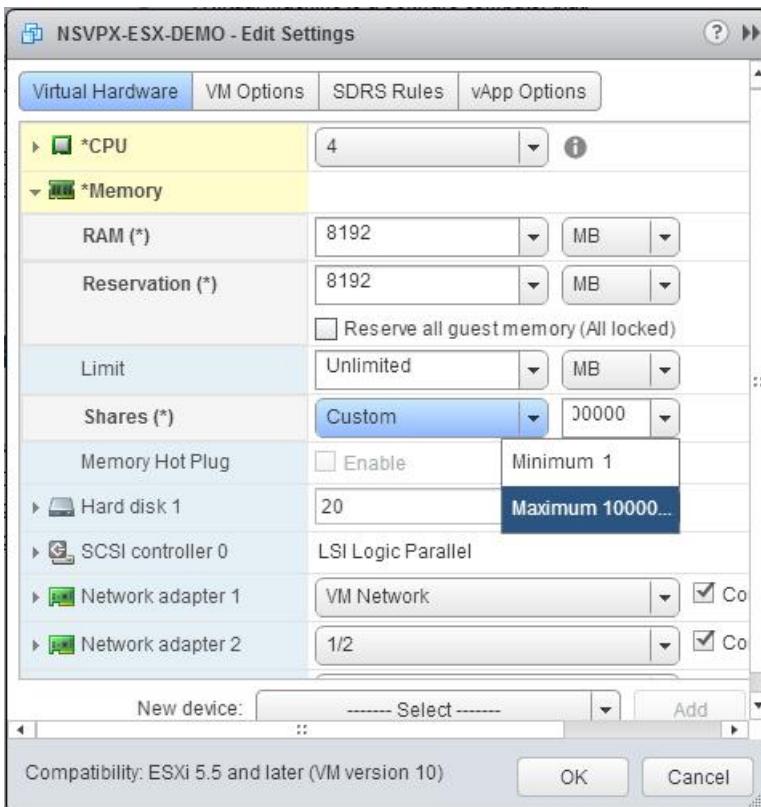 NSVPX-ESX-DEMO - Edit Settings
?
Virtual Hardware VM Options SDRS Rules vApp Options
*CPU 4
*Memory
RAM (*) 8192 MB
Reservation (*) 8192 MB
Reserve all guest memory (All locked)
Limit Unlimited MB
Shares (*) Custom 00000
Memory Hot Plug Enable Minimum 1
Hard disk 1 20 Maximum 10000...
SCSI controller 0 LSI Logic Parallel
Network adapter 1 VM Network Co
Network adapter 2 1/2 Co
New device: ------- Select ------- Add
Compatibility: ESXi 5.5 and later (VM version 10) OK Cancel